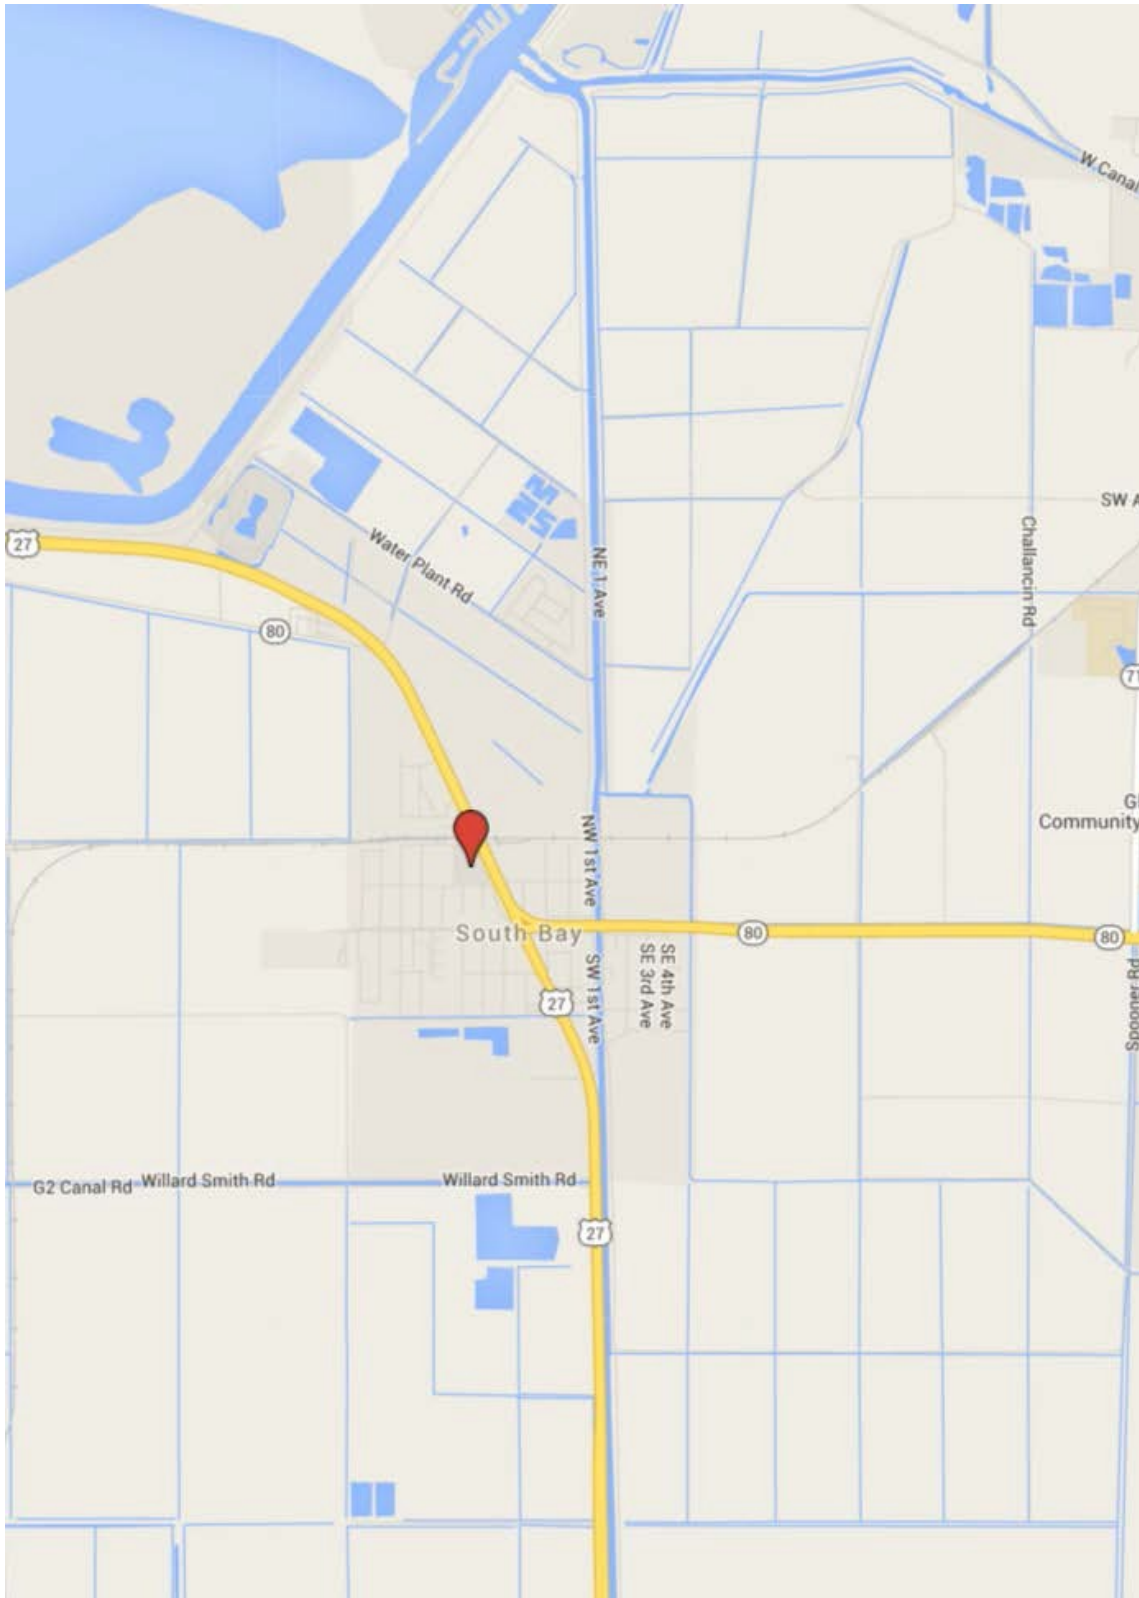 W Canal
SW A
27
Water Plant Rd
NE 1 Ave
Challancin Rd
80
71
Gl
Community
NW 1st Ave
South Bay
80
80
SW 1st Ave
SE 3rd Ave
SE 4th Ave
27
Spooner Rd
G2 Canal Rd
Willard Smith Rd
Willard Smith Rd
27